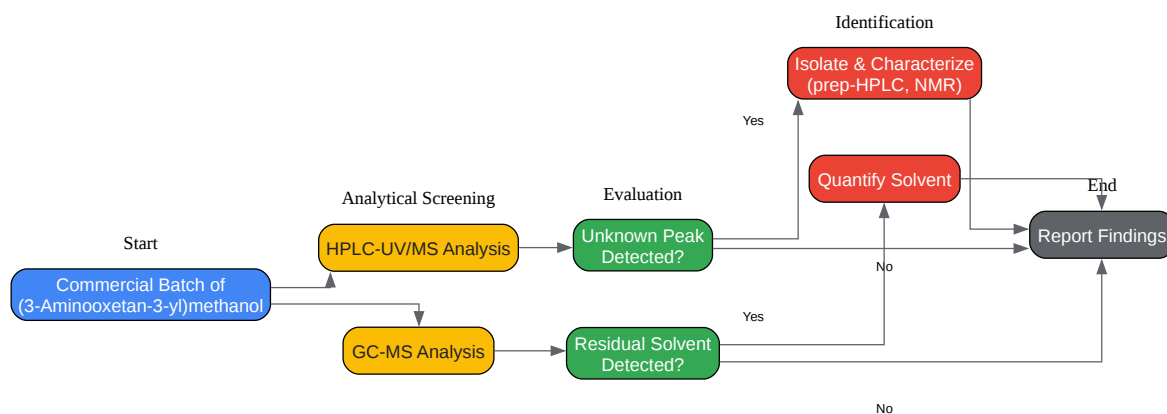 Identification
Isolate & Characterize
(prep-HPLC, NMR)
Yes
Quantify Solvent
End
Analytical Screening
Evaluation
Start
HPLC-UV/MS Analysis
Unknown Peak
Detected?
Report Findings
No
Commercial Batch of
(3-Aminooxetan-3-yl)methanol
Yes
GC-MS Analysis
Residual Solvent
Detected?
No